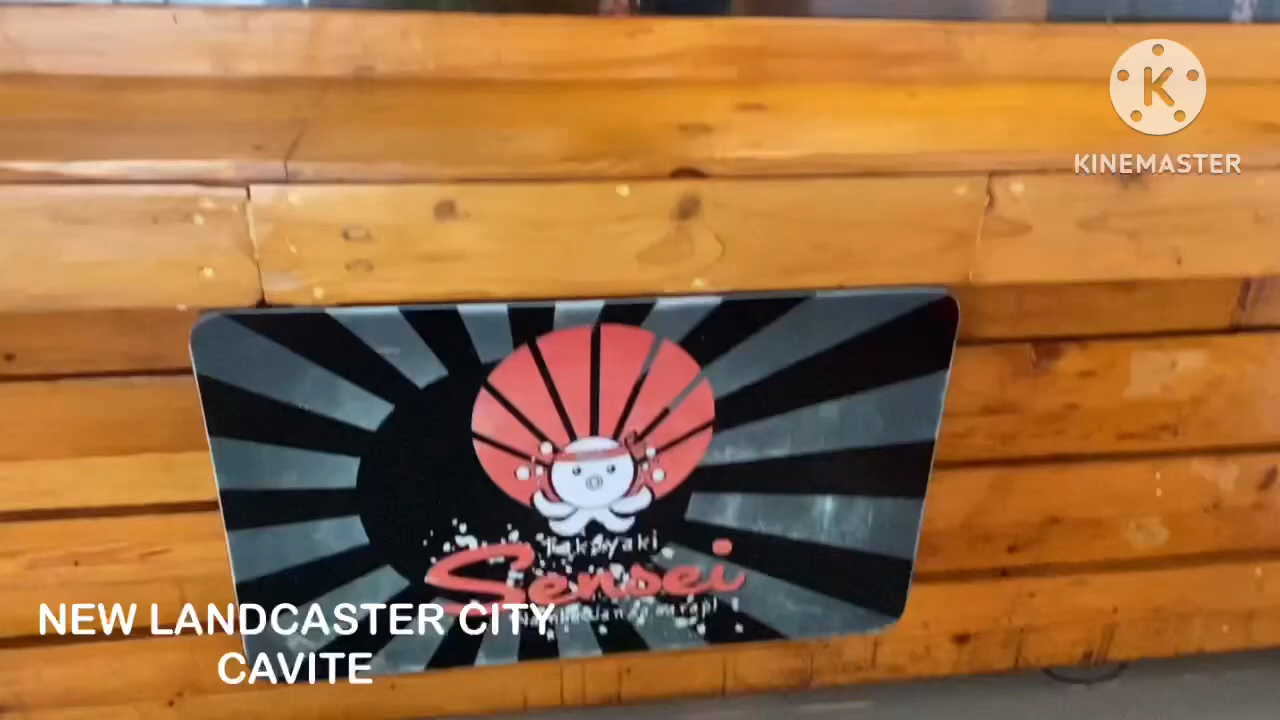 K
KINEMASTER
Takoyaki
Sensei
NEW LANDCASTER CITY
CAVITE